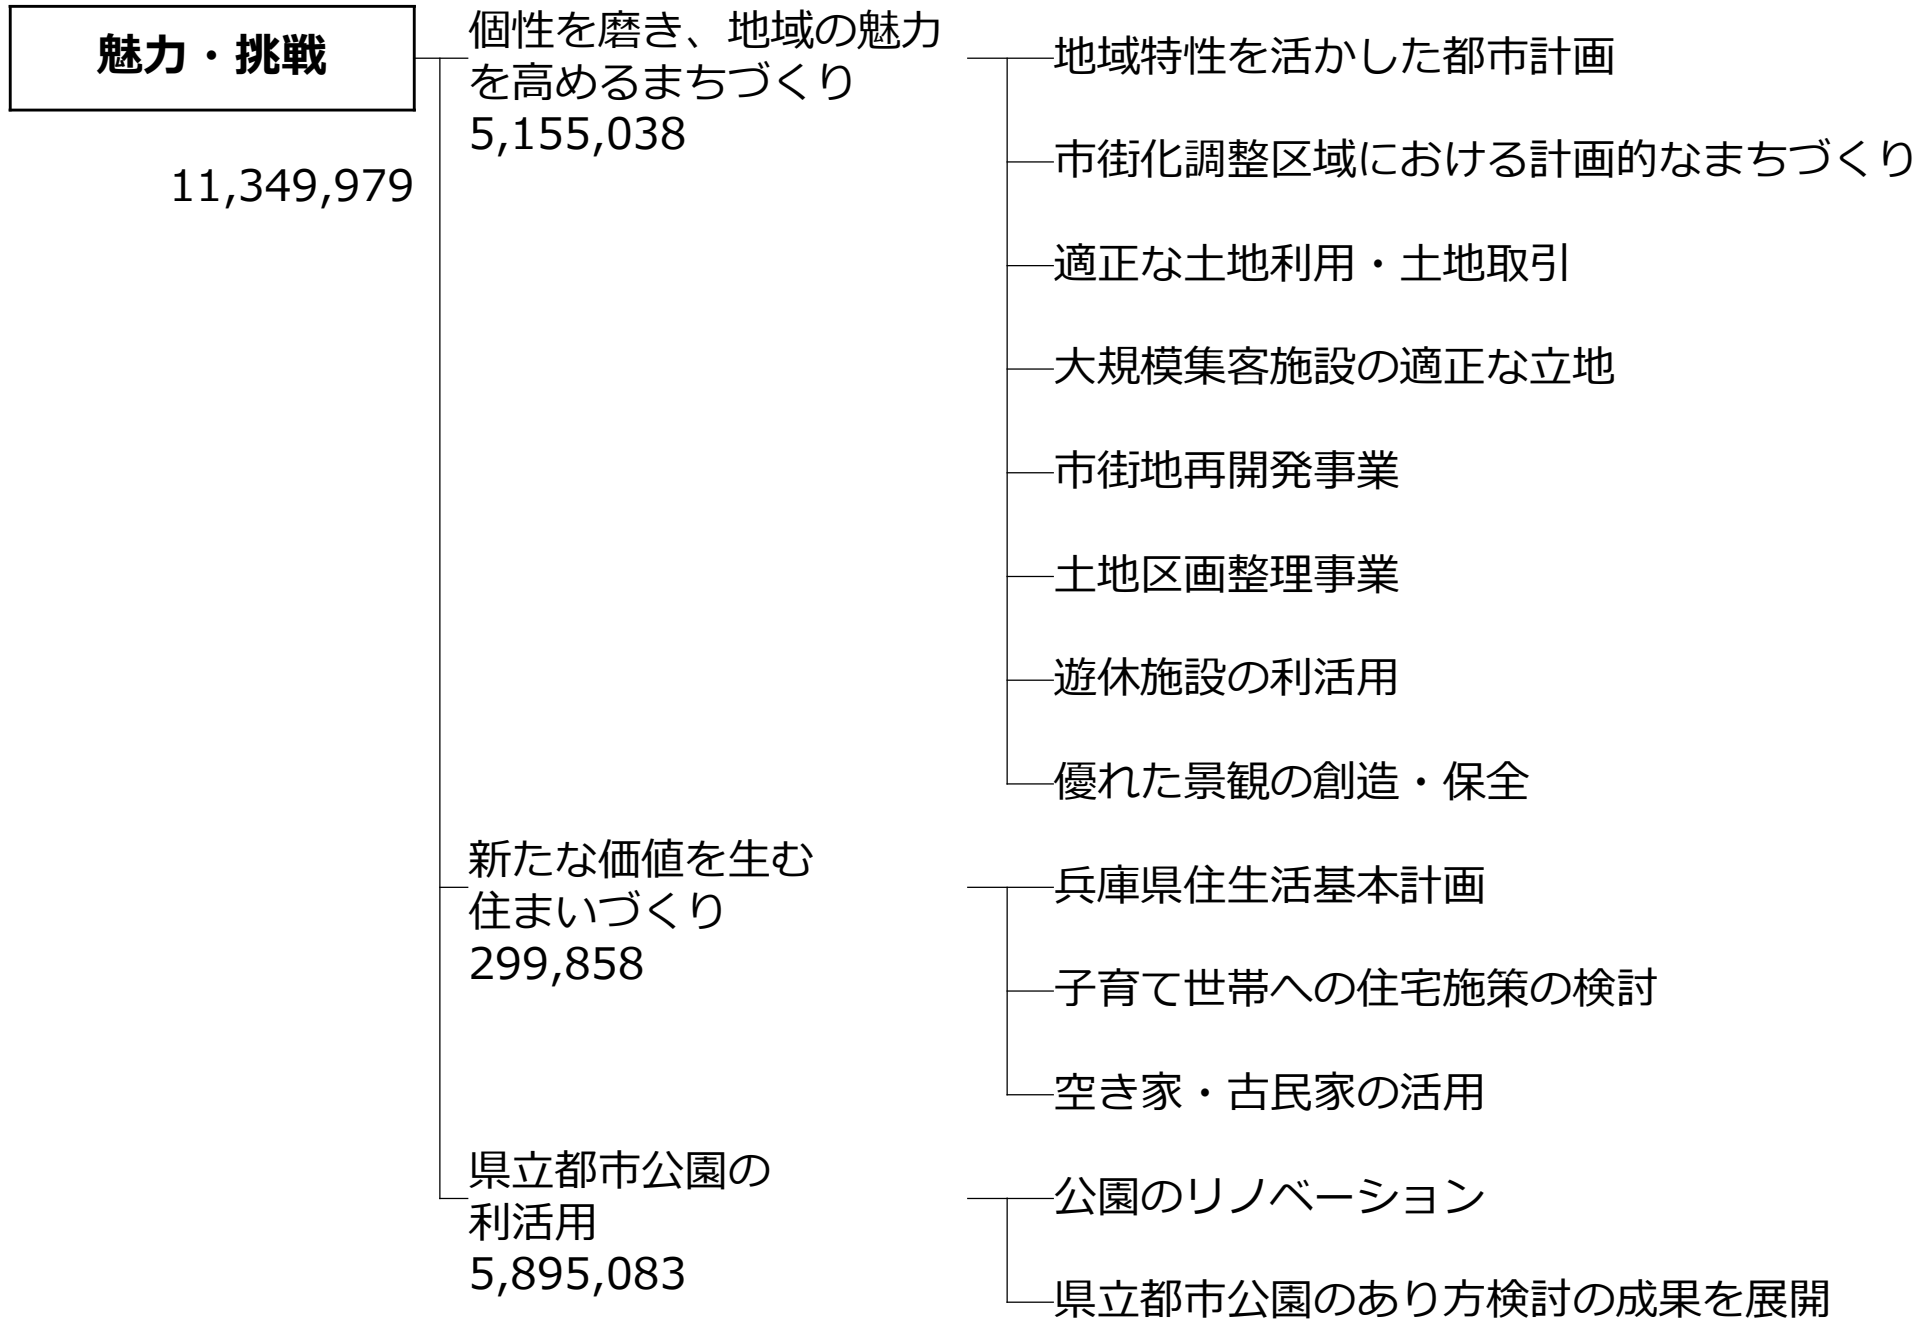 魅力・挑戦
11,349,979
個性を磨き、地域の魅力
を高めるまちづくり
5,155,038
地域特性を活かした都市計画
市街化調整区域における計画的なまちづくり
適正な土地利用・土地取引
大規模集客施設の適正な立地
市街地再開発事業
土地区画整理事業
遊休施設の利活用
優れた景観の創造・保全
新たな価値を生む
住まいづくり
299,858
兵庫県住生活基本計画
子育て世帯への住宅施策の検討
空き家・古民家の活用
県立都市公園の
利活用
5,895,083
公園のリノベーション
県立都市公園のあり方検討の成果を展開